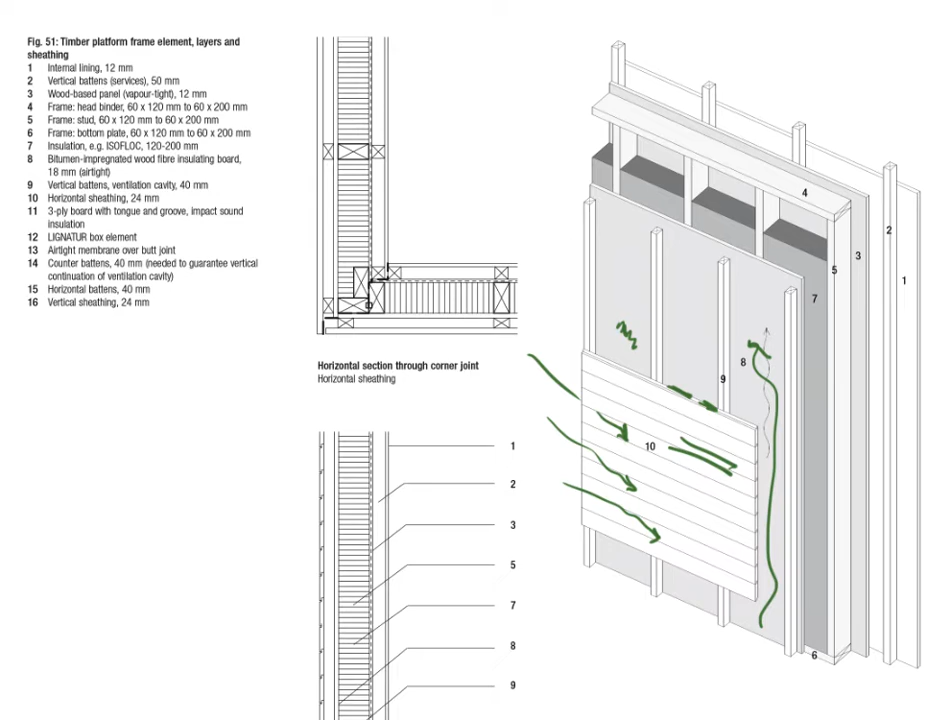 Fig. 51: Timber platform frame element, layers and
sheathing
1 Internal lining, 12 mm
2 Vertical battens (services), 50 mm
3 Wood-based panel (vapour-tight), 12 mm
4 Frame: head binder, 60 x 120 mm to 60 x 200 mm
5 Frame: stud, 60 x 120 mm to 60 x 200 mm
6 Frame: bottom plate, 60 x 120 mm to 60 x 200 mm
7 Insulation, e.g. ISOFLOC, 120-200 mm
8 Bitumen-impregnated wood fibre insulating board,
18 mm (airtight)
9 Vertical battens, ventilation cavity, 40 mm
10 Horizontal sheathing, 24 mm
11 3-ply board with tongue and groove, impact sound
insulation
12 LIGNATUR box element
13 Airtight membrane over butt joint
14 Counter battens, 40 mm (needed to guarantee vertical
continuation of ventilation cavity)
15 Horizontal battens, 40 mm
16 Vertical sheathing, 24 mm
Horizontal section through corner joint
Horizontal sheathing
1
2
3
5
7
8
9
4
2
3
5
1
7
8
9
10
6